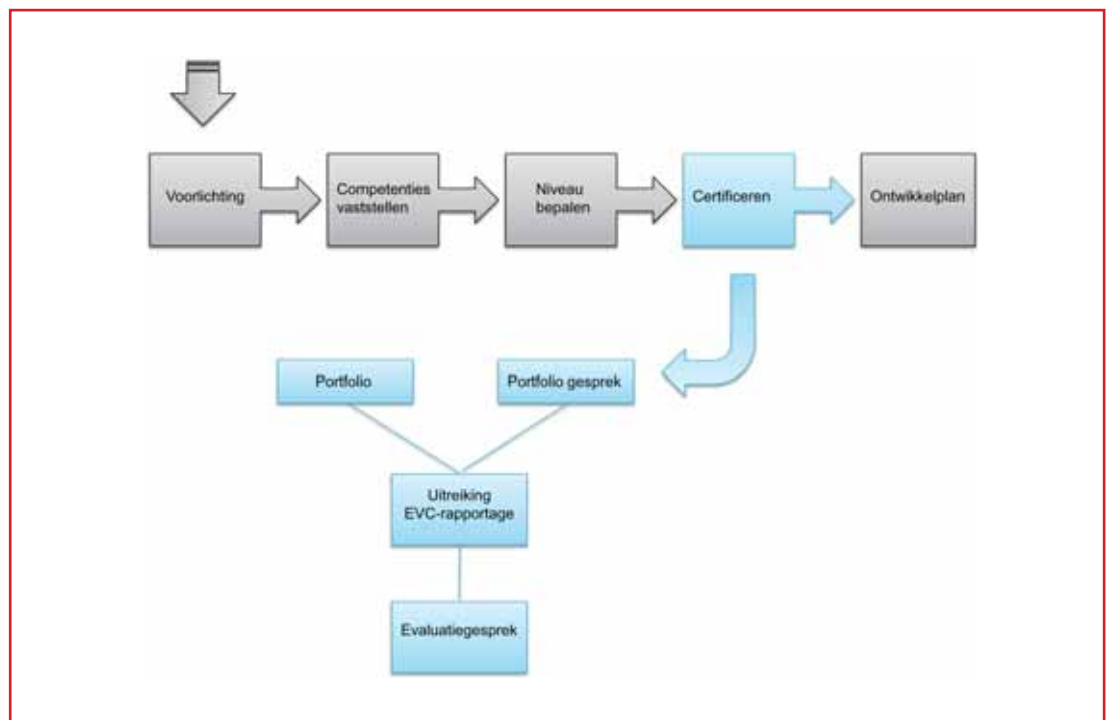 Voorlichting
Competenties
vaststellen
Niveau
bepalen
Certificeren
Ontwikkelplan
Portfolio
Portfolio gesprek
Uitreiking
EVC-rapportage
Evaluatiegesprek